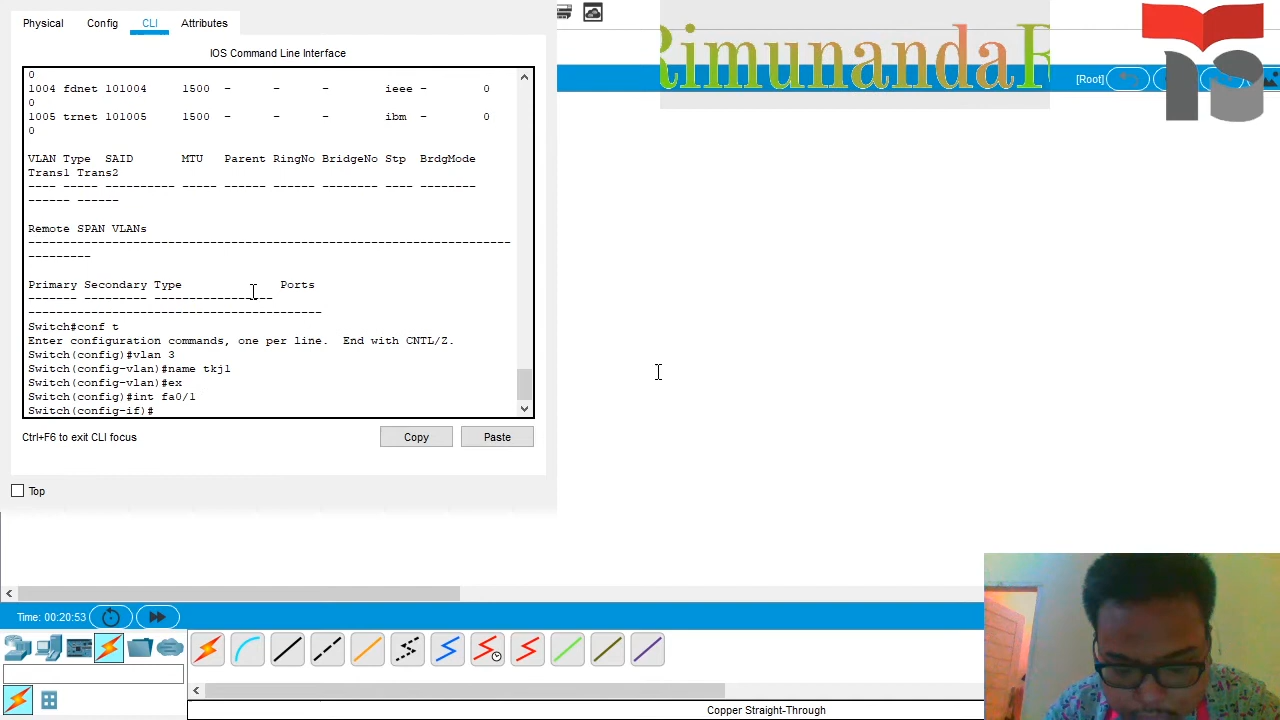 Physical
Config
CLI
Attributes
IOS Command Line Interface
0
1004 fdnet 101004 1500 - - - ieee - 0
0
1005 trnet 101005 1500 - - - ibm - 0
0
VLAN Type SAID MTU Parent RingNo BridgeNo Stp BrdgMode
Trans1 Trans2
---- ----- ---------- ----- ------ ------ -------- ---- --------
------ ------
Remote SPAN VLANs
---------------------------------------------------------------------
---------
Primary Secondary Type Ports
------- --------- -----------------
------------------------------------------
Switch#conf t
Enter configuration commands, one per line. End with CNTL/Z.
Switch(config)#vlan 3
Switch(config-vlan)#name tkj1
Switch(config-vlan)#ex
Switch(config)#int fa0/1
Switch(config-if)#
Ctrl+F6 to exit CLI focus
Copy
Paste
Top
RimunandaR
[Root]
Time: 00:20:53
Copper Straight-Through